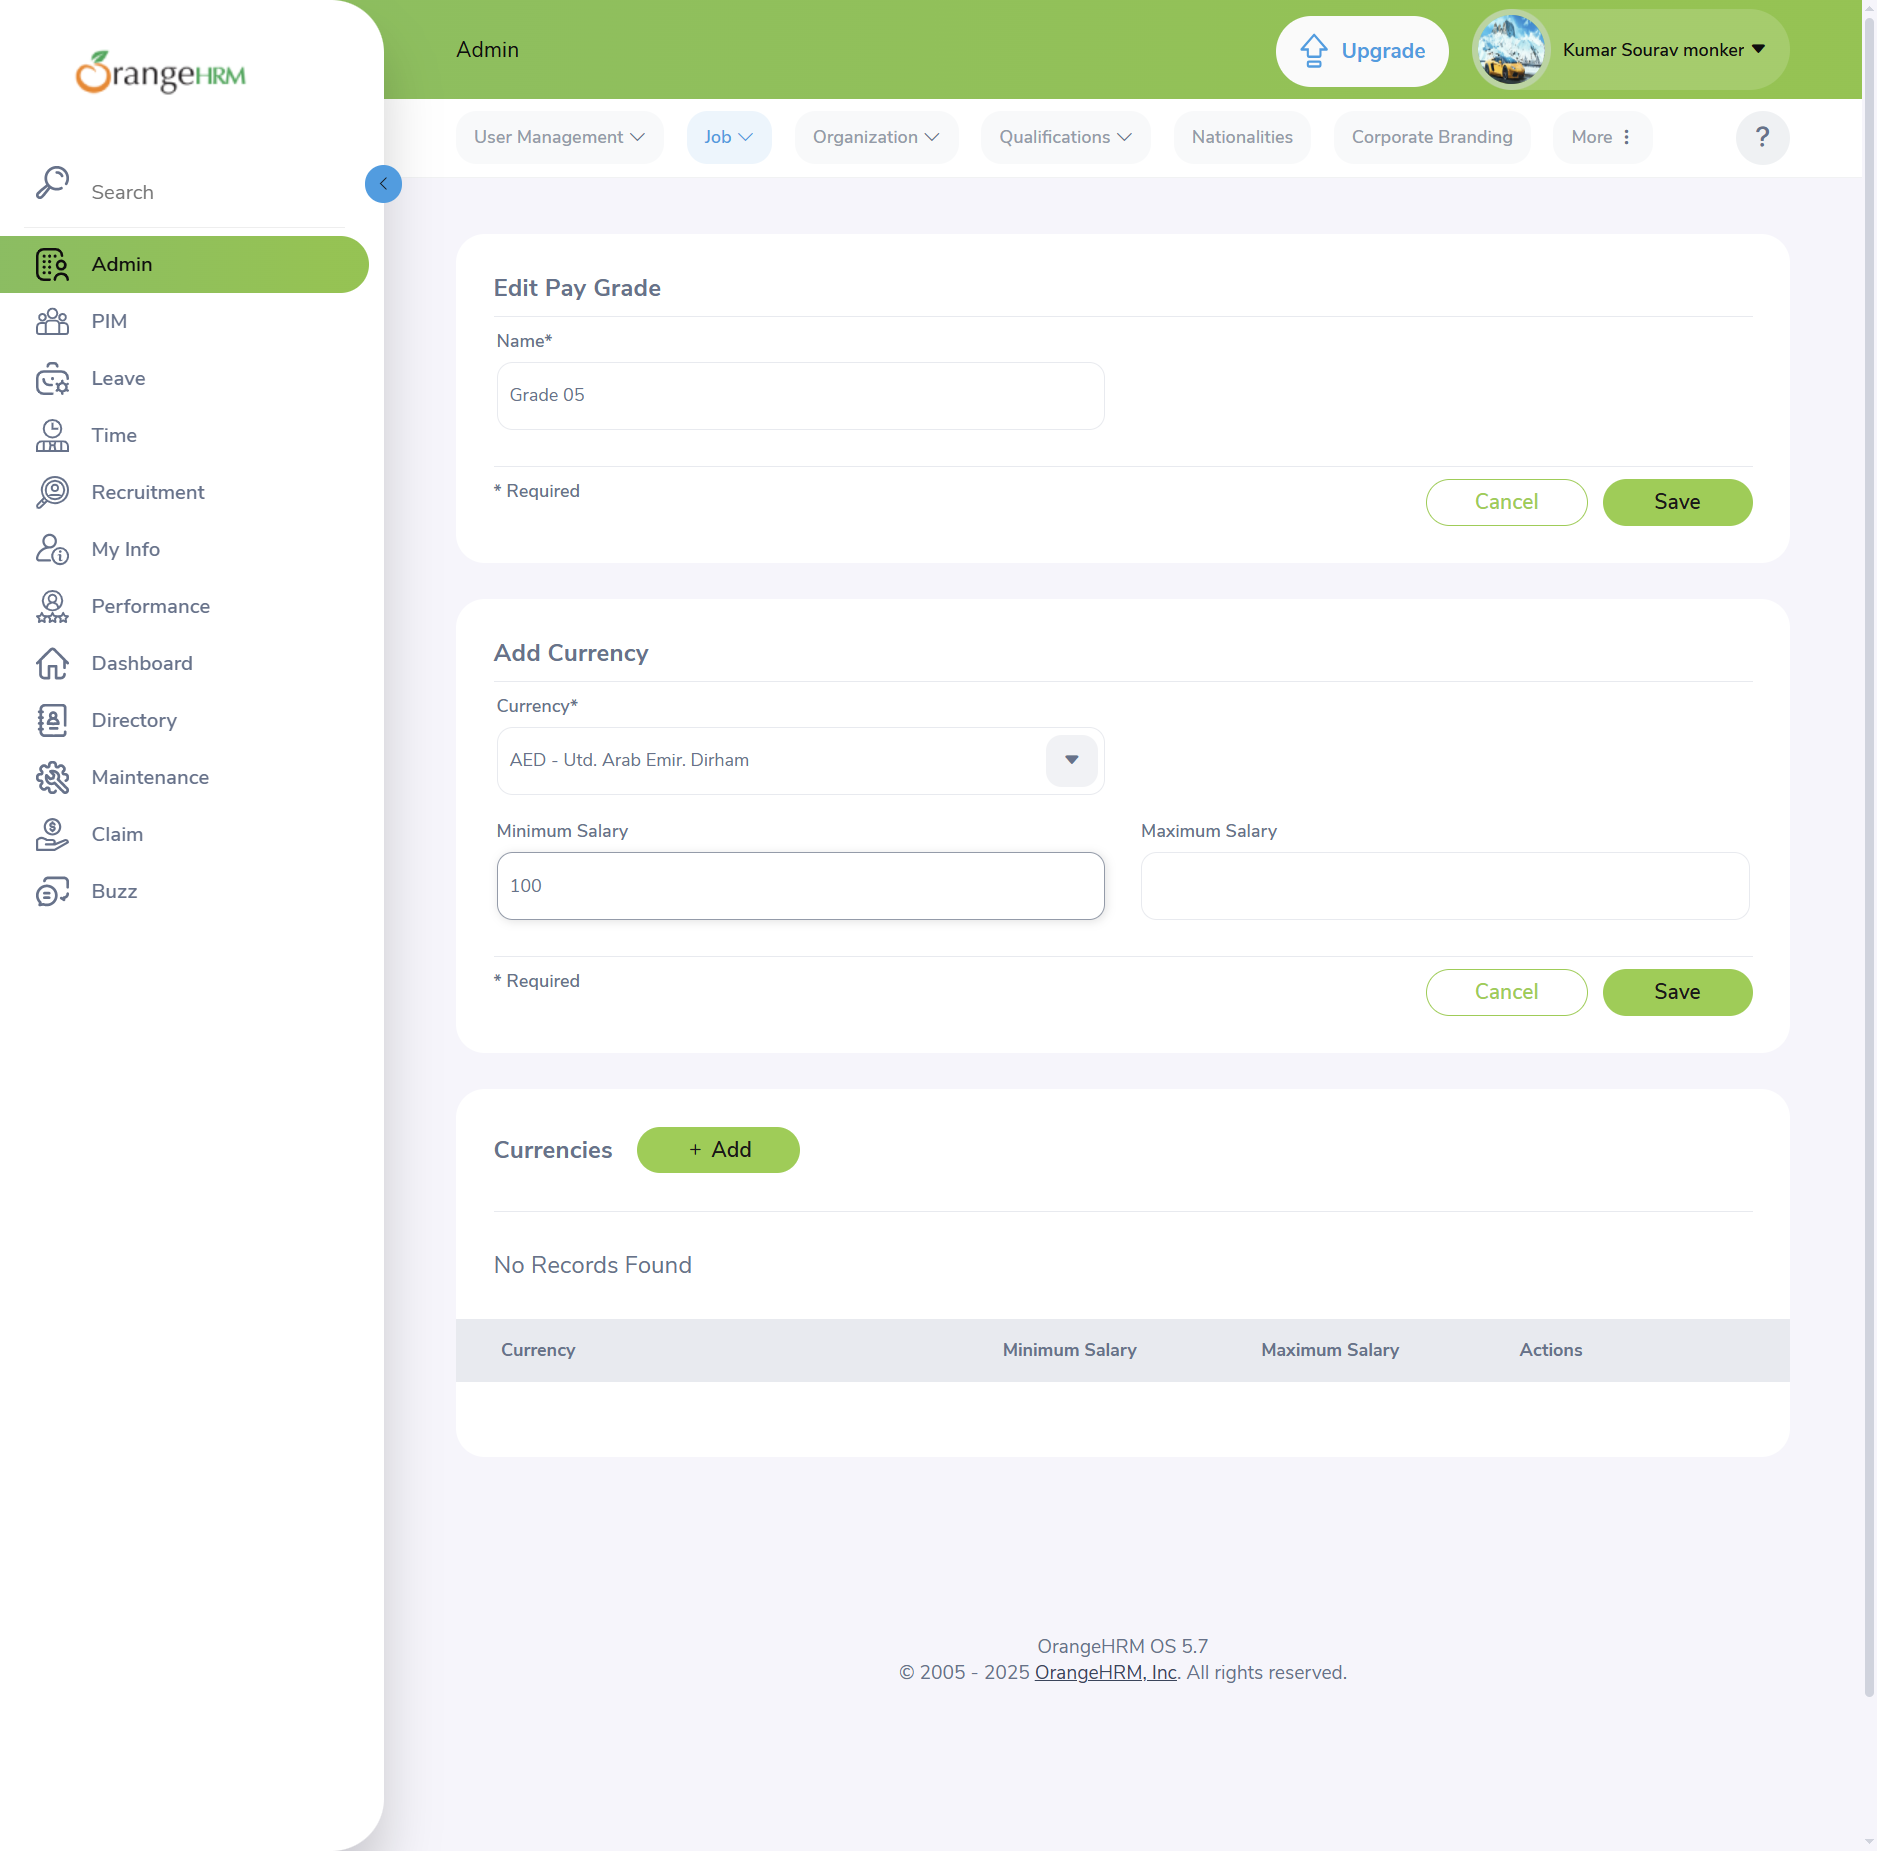 OrangeHRM
Admin
Upgrade
Kumar Sourav monker
User Management
Job
Organization
Qualifications
Nationalities
Corporate Branding
More
?
Search
Admin
PIM
Leave
Time
Recruitment
My Info
Performance
Dashboard
Directory
Maintenance
Claim
Buzz
Edit Pay Grade
Name*
Grade 05
* Required
Cancel
Save
Add Currency
Currency*
AED - Utd. Arab Emir. Dirham
Minimum Salary
Maximum Salary
100
* Required
Cancel
Save
Currencies
+ Add
No Records Found
Currency
Minimum Salary
Maximum Salary
Actions
OrangeHRM OS 5.7
© 2005 - 2025 OrangeHRM, Inc. All rights reserved.